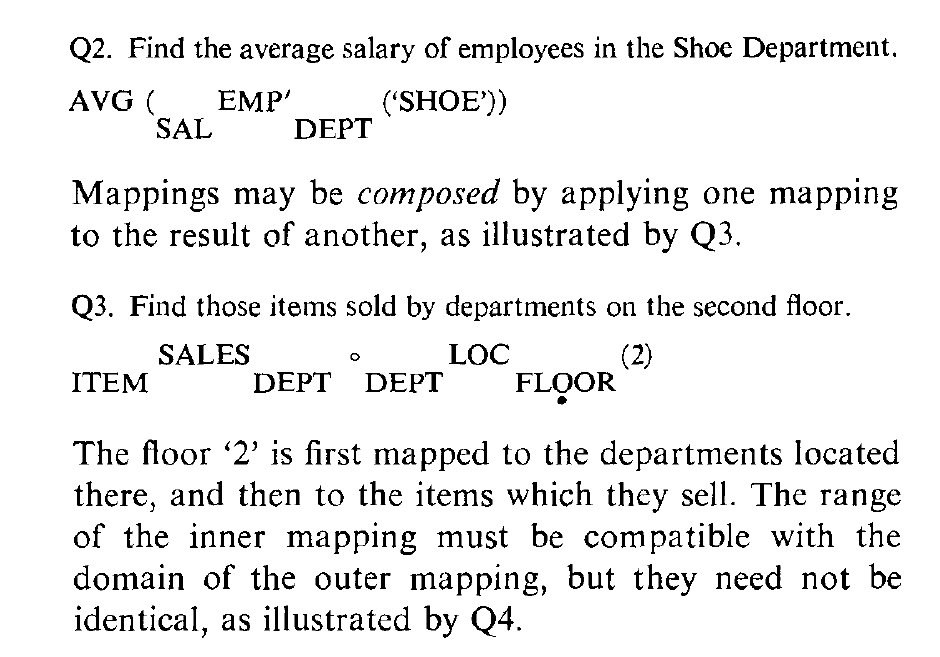 Q2. Find the average salary of employees in the Shoe Department.
AVG ( EMP′ (‘SHOE’))
SAL DEPT
Mappings may be composed by applying one mapping
to the result of another, as illustrated by Q3.
Q3. Find those items sold by departments on the second floor.
SALES ∘ LOC (2)
ITEM DEPT DEPT FLOOR
The floor ‘2’ is first mapped to the departments located
there, and then to the items which they sell. The range
of the inner mapping must be compatible with the
domain of the outer mapping, but they need not be
identical, as illustrated by Q4.